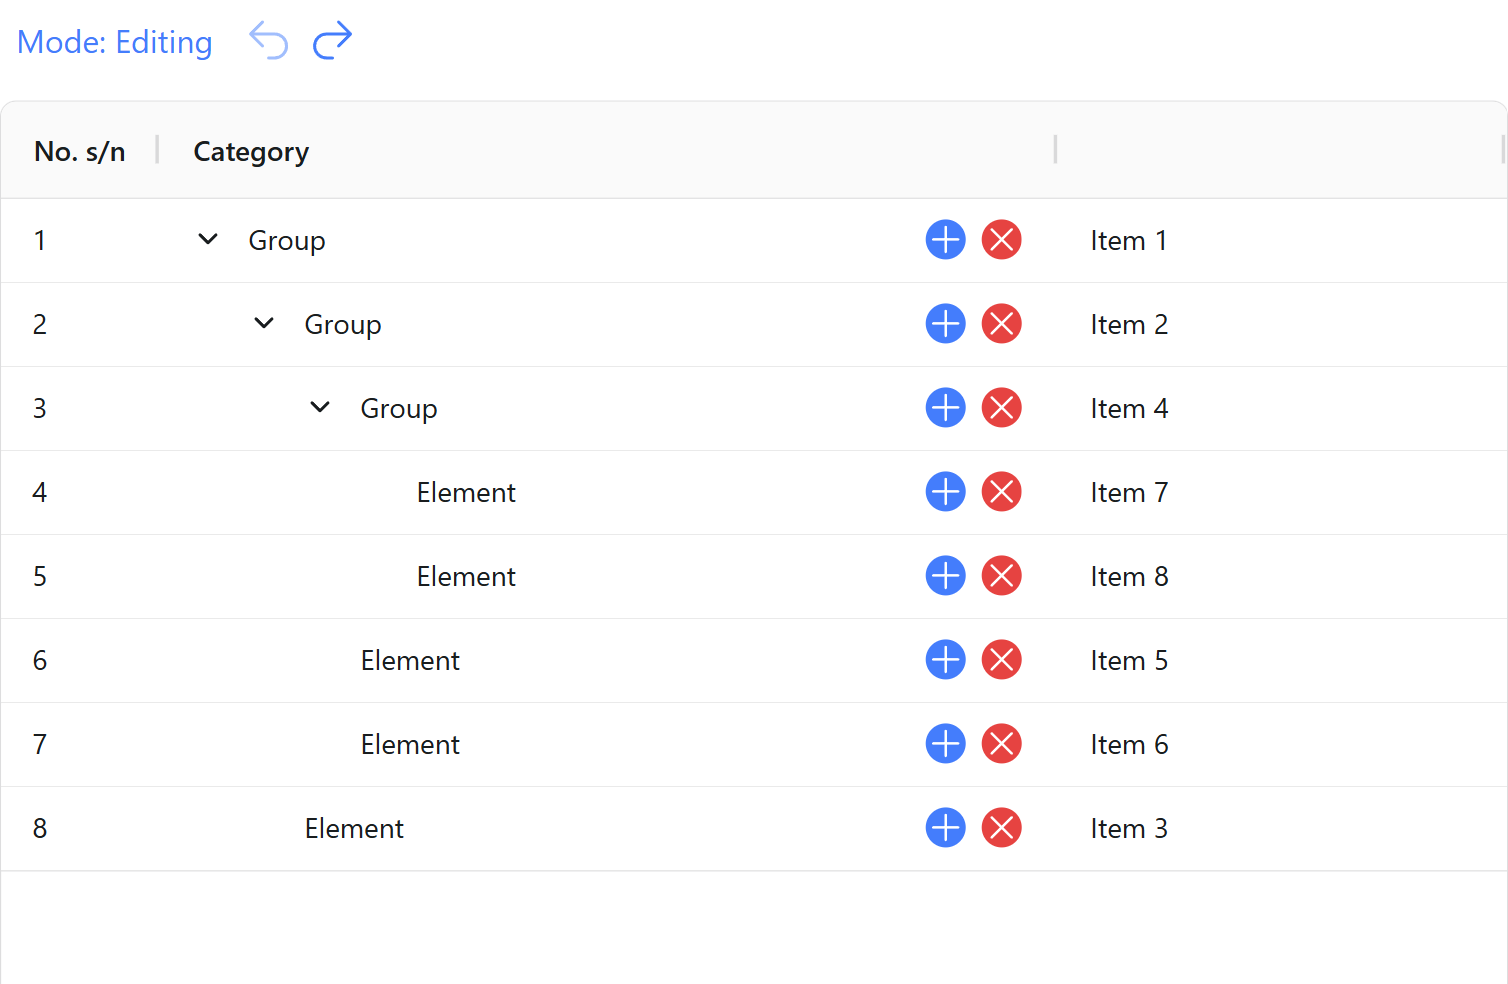 Mode: Editing
No. s/n Category
1 Group Item 1
2 Group Item 2
3 Group Item 4
4 Element Item 7
5 Element Item 8
6 Element Item 5
7 Element Item 6
8 Element Item 3